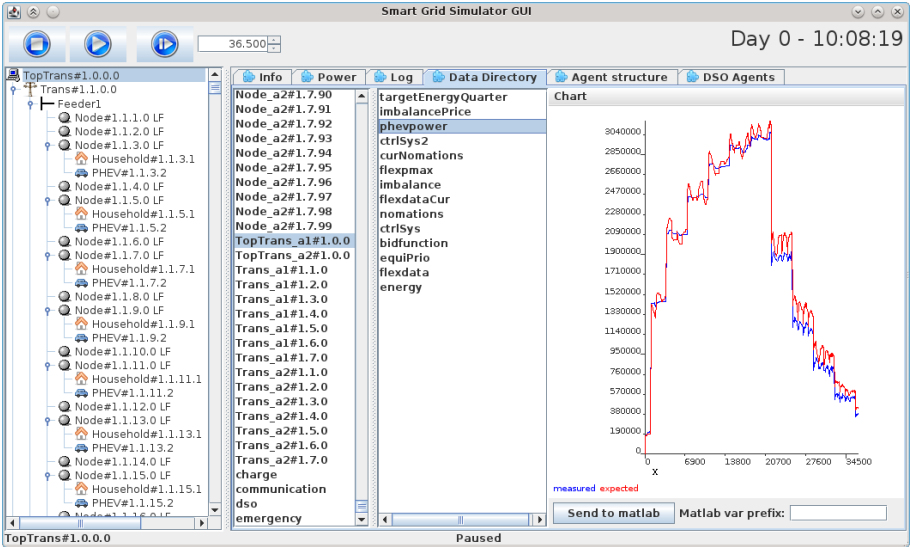 Smart Grid Simulator GUI
36.500
Day 0 - 10:08:19
TopTrans#1.0.0.0
Trans#1.1.0.0
Feeder1
Node#1.1.1.0 LF
Node#1.1.2.0 LF
Node#1.1.3.0 LF
Household#1.1.3.1
PHEV#1.1.3.2
Node#1.1.4.0 LF
Node#1.1.5.0 LF
Household#1.1.5.1
PHEV#1.1.5.2
Node#1.1.6.0 LF
Node#1.1.7.0 LF
Household#1.1.7.1
PHEV#1.1.7.2
Node#1.1.8.0 LF
Node#1.1.9.0 LF
Household#1.1.9.1
PHEV#1.1.9.2
Node#1.1.10.0 LF
Node#1.1.11.0 LF
Household#1.1.11.1
PHEV#1.1.11.2
Node#1.1.12.0 LF
Node#1.1.13.0 LF
Household#1.1.13.1
PHEV#1.1.13.2
Node#1.1.14.0 LF
Node#1.1.15.0 LF
Household#1.1.15.1
PHEV#1.1.15.2
Node#1.1.16.0 LF
Info Power Log Data Directory Agent structure DSO Agents
Node_a2#1.7.90
Node_a2#1.7.91
Node_a2#1.7.92
Node_a2#1.7.93
Node_a2#1.7.94
Node_a2#1.7.95
Node_a2#1.7.96
Node_a2#1.7.97
Node_a2#1.7.98
Node_a2#1.7.99
TopTrans_a1#1.0.0
TopTrans_a2#1.0.0
Trans_a1#1.1.0
Trans_a1#1.2.0
Trans_a1#1.3.0
Trans_a1#1.4.0
Trans_a1#1.5.0
Trans_a1#1.6.0
Trans_a1#1.7.0
Trans_a2#1.1.0
Trans_a2#1.2.0
Trans_a2#1.3.0
Trans_a2#1.4.0
Trans_a2#1.5.0
Trans_a2#1.6.0
Trans_a2#1.7.0
charge
communication
dso
emergency
targetEnergyQuarter
imbalancePrice
phevpower
ctrlSys2
curNomations
flexpmax
imbalance
flexdataCur
nomations
ctrlSys
bidfunction
equiPrio
flexdata
energy
Chart
3040000
2850000
2660000
2470000
2280000
2090000
1900000
1710000
1520000
1330000
1140000
950000
760000
570000
380000
190000
0
0 6900 13800 20700 27600 34500
X
measured expected
Send to matlab Matlab var prefix:
TopTrans#1.0.0.0
Paused